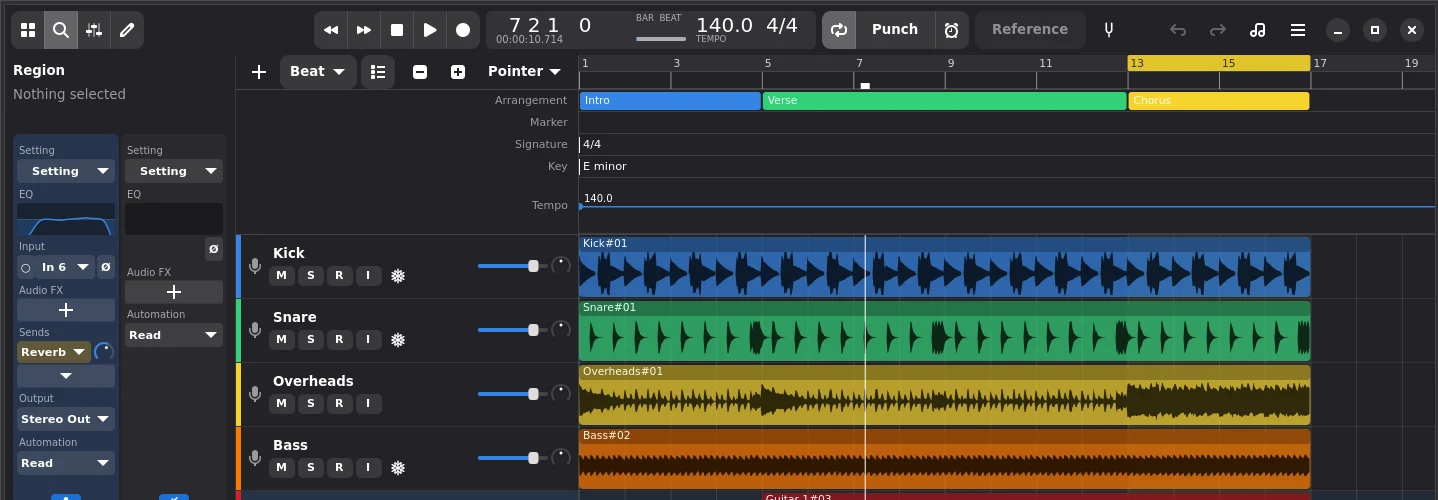 7 2 1 0
00:00:10.714
BAR BEAT
140.0 4/4
TEMPO
Punch
Reference
Region
Nothing selected
Beat
Pointer
1 3 5 7 9 11 13 15 17 19
Arrangement
Intro
Verse
Chorus
Marker
Signature
4/4
Key
E minor
Tempo
140.0
Setting
Setting
EQ
Input
In 6
Ø
Audio FX
Sends
Reverb
Output
Stereo Out
Automation
Read
Setting
Setting
EQ
Ø
Audio FX
Automation
Read
Kick
M S R I
Kick#01
Snare
M S R I
Snare#01
Overheads
M S R I
Overheads#01
Bass
M S R I
Bass#02
Guitar 1#03